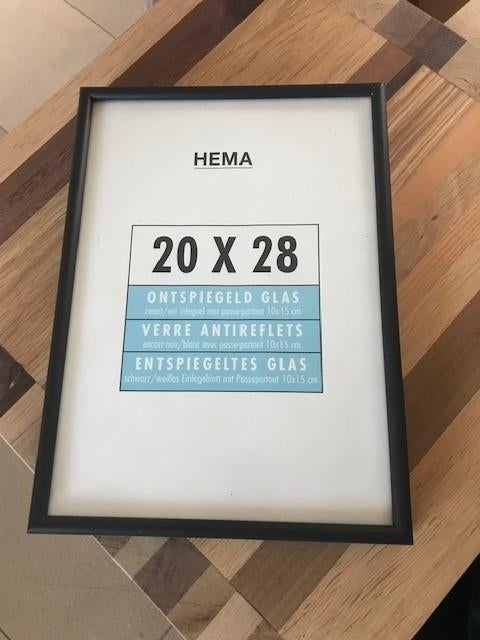 HEMA
20 X 28
ONTSPIEGELD GLAS
zwart/wit inlegvel met passe-partout 10x15 cm
VERRE ANTIREFLETS
encart noir/blanc avec passe-partout 10x15 cm
ENTSPIEGELTES GLAS
schwarz/weißes Einlegeblatt mit Passepartout 10x15 cm